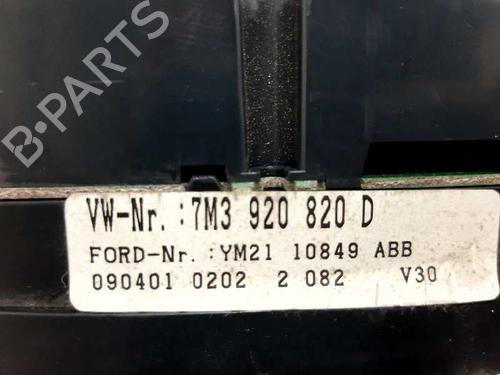 B-PARTS
VW-Nr. :7M3 920 820 D
FORD-Nr. :YM21 10849 ABB
090401 0202 2 082 V30